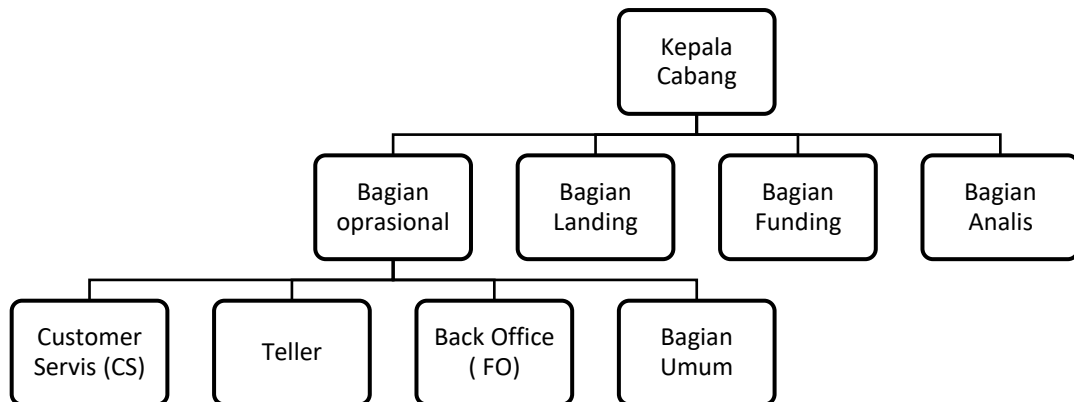 Kepala
Cabang
Bagian
oprasional
Bagian
Landing
Bagian
Funding
Bagian
Analis
Customer
Servis (CS)
Teller
Back Office
( FO)
Bagian
Umum